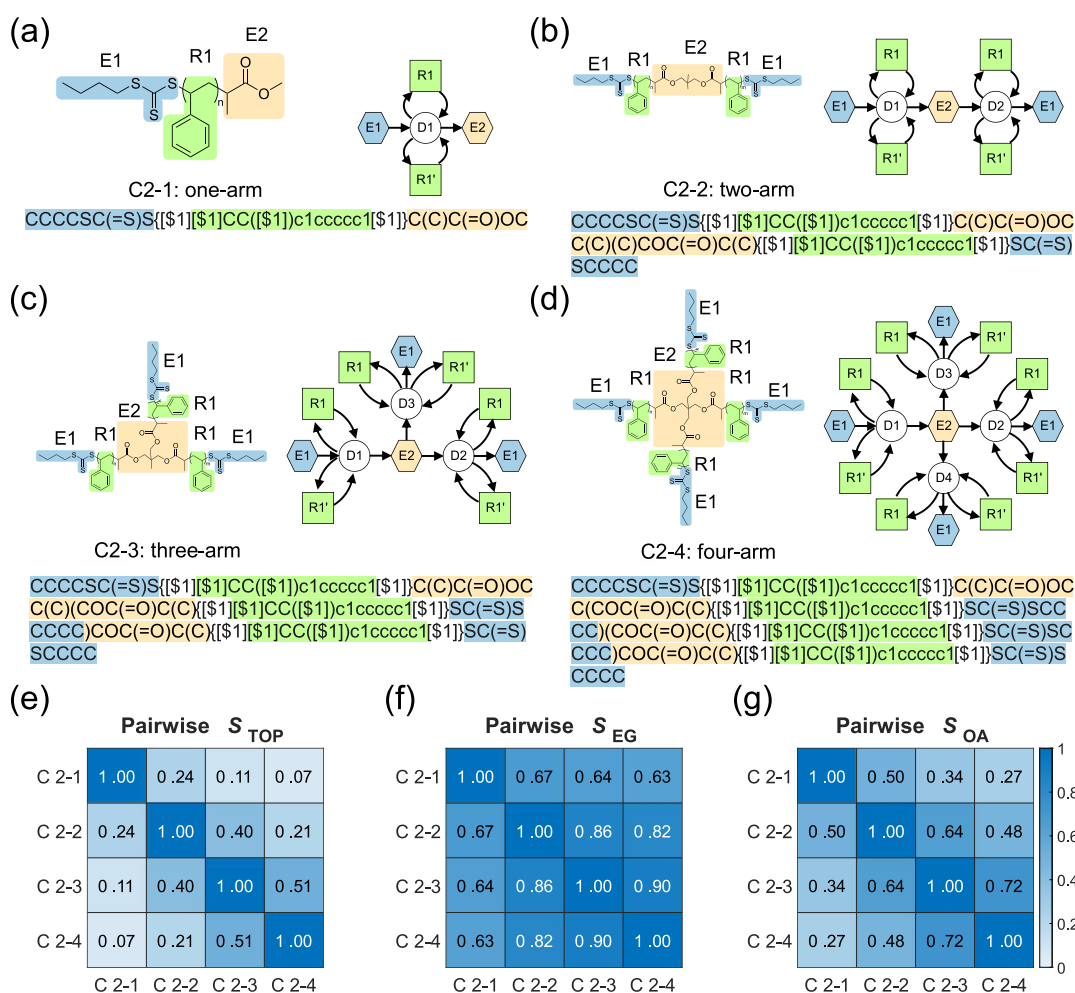 (a)
E1
R1
E2
S
S
S
n
O
O
R1
E1
D1
E2
R1'
C2-1: one-arm
CCCCSC(=S)S{[$1][$1]CC([$1])c1ccccc1[$1]}C(C)C(=O)OC
(b)
E1
R1
E2
R1
E1
R1
R1
E1
D1
E2
D2
E1
R1'
R1'
C2-2: two-arm
CCCCSC(=S)S{[$1][$1]CC([$1])c1ccccc1[$1]}C(C)C(=O)OC
C(C)(C)COC(=O)C(C){[$1][$1]CC([$1])c1ccccc1[$1]}SC(=S)
SCCCC
(c)
E1
R1
E2
E1
R1
R1
E1
E1
R1
R1'
D3
R1
R1
E1
D1
E2
D2
E1
R1'
R1'
C2-3: three-arm
CCCCSC(=S)S{[$1][$1]CC([$1])c1ccccc1[$1]}C(C)C(=O)OC
C(C)(COC(=O)C(C){[$1][$1]CC([$1])c1ccccc1[$1]}SC(=S)S
CCCC)COC(=O)C(C){[$1][$1]CC([$1])c1ccccc1[$1]}SC(=S)
SCCCC
(d)
E1
E2
R1
E1
R1
R1
E1
R1
E1
E1
R1
R1'
D3
R1
R1
E1
D1
E2
D2
E1
R1'
R1'
D4
R1
R1'
E1
C2-4: four-arm
CCCCSC(=S)S{[$1][$1]CC([$1])c1ccccc1[$1]}C(C)C(=O)OC
C(COC(=O)C(C){[$1][$1]CC([$1])c1ccccc1[$1]}SC(=S)SCC
CC)(COC(=O)C(C){[$1][$1]CC([$1])c1ccccc1[$1]}SC(=S)SC
CCC)COC(=O)C(C){[$1][$1]CC([$1])c1ccccc1[$1]}SC(=S)S
CCCC
(e)
Pairwise S TOP
C 2-1 1.00 0.24 0.11 0.07
C 2-2 0.24 1.00 0.40 0.21
C 2-3 0.11 0.40 1.00 0.51
C 2-4 0.07 0.21 0.51 1.00
C 2-1 C 2-2 C 2-3 C 2-4
(f)
Pairwise S EG
C 2-1 1.00 0.67 0.64 0.63
C 2-2 0.67 1.00 0.86 0.82
C 2-3 0.64 0.86 1.00 0.90
C 2-4 0.63 0.82 0.90 1.00
C 2-1 C 2-2 C 2-3 C 2-4
(g)
Pairwise S OA
C 2-1 1.00 0.50 0.34 0.27
C 2-2 0.50 1.00 0.64 0.48
C 2-3 0.34 0.64 1.00 0.72
C 2-4 0.27 0.48 0.72 1.00
C 2-1 C 2-2 C 2-3 C 2-4
1
0.8
0.6
0.4
0.2
0